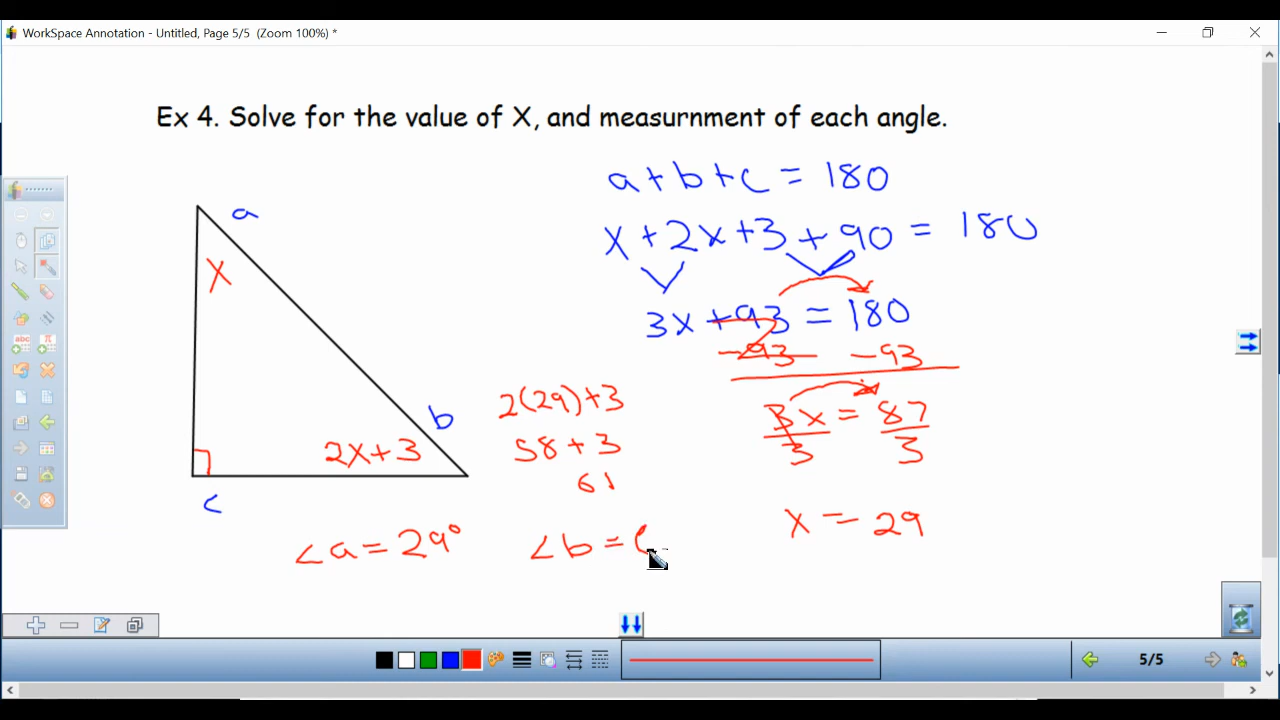 WorkSpace Annotation - Untitled, Page 5/5 (Zoom 100%) *
Ex 4. Solve for the value of X, and measurnment of each angle.
a + b + c = 180
x + 2x + 3 + 90 = 180
3x + 93 = 180
-93 -93
3x = 87
3 3
x = 29
a
x
b
2x+3
c
2(29)+3
58 + 3
61
∠a = 29°
∠b =
abc
π
5/5